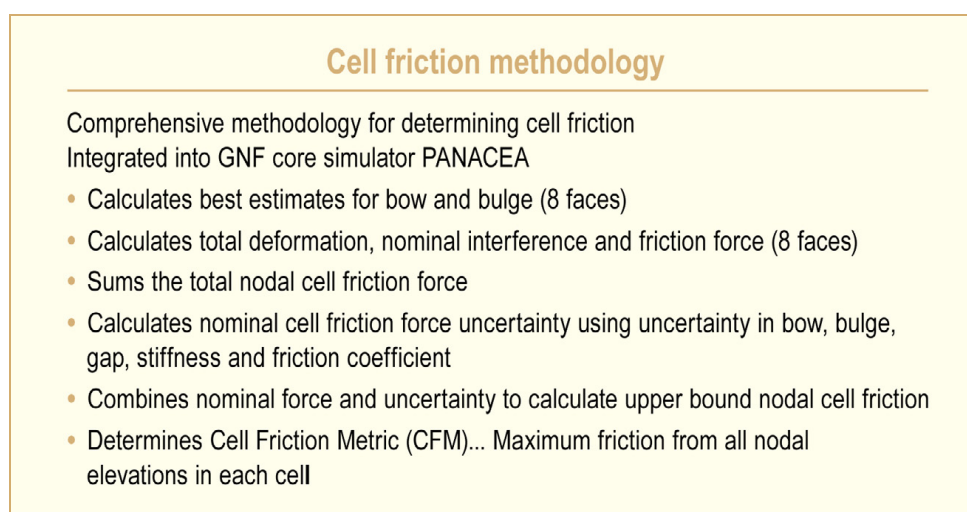 Cell friction methodology
Comprehensive methodology for determining cell friction
Integrated into GNF core simulator PANACEA
• Calculates best estimates for bow and bulge (8 faces)
• Calculates total deformation, nominal interference and friction force (8 faces)
• Sums the total nodal cell friction force
• Calculates nominal cell friction force uncertainty using uncertainty in bow, bulge,
gap, stiffness and friction coefficient
• Combines nominal force and uncertainty to calculate upper bound nodal cell friction
• Determines Cell Friction Metric (CFM)... Maximum friction from all nodal
elevations in each cell